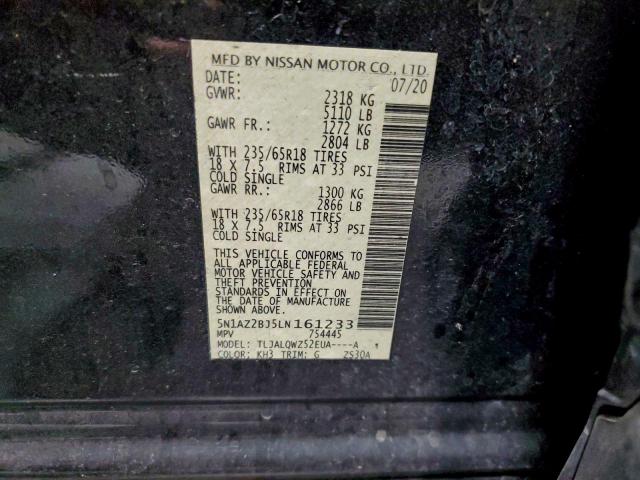 MFD BY NISSAN MOTOR CO., LTD.
DATE: 07/20
GVWR: 2318 KG
5110 LB
GAWR FR.: 1272 KG
2804 LB
WITH 235/65R18 TIRES
18 X 7.5 RIMS AT 33 PSI
COLD SINGLE
GAWR RR.: 1300 KG
2866 LB
WITH 235/65R18 TIRES
18 X 7.5 RIMS AT 33 PSI
COLD SINGLE
THIS VEHICLE CONFORMS TO
ALL APPLICABLE FEDERAL
MOTOR VEHICLE SAFETY AND
THEFT PREVENTION
STANDARDS IN EFFECT ON
THE DATE OF MANUFACTURE
SHOWN ABOVE.
5N1AZ2BJ5LN161233
MPV 754445
MODEL: TLJALQWZ52EUA----A 1
COLOR: KH3 TRIM: G ZS30A